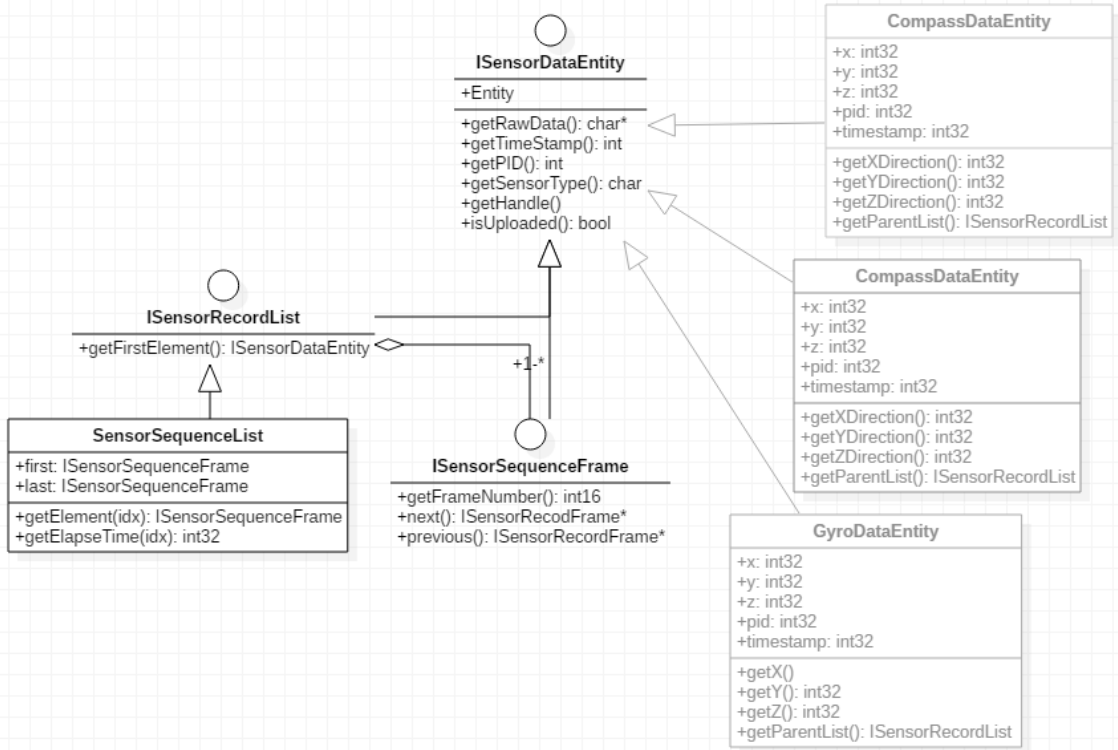 ISensorDataEntity
+Entity
+getRawData(): char*
+getTimeStamp(): int
+getPID(): int
+getSensorType(): char
+getHandle()
+isUploaded(): bool
CompassDataEntity
+x: int32
+y: int32
+z: int32
+pid: int32
+timestamp: int32
+getXDirection(): int32
+getYDirection(): int32
+getZDirection(): int32
+getParentList(): ISensorRecordList
ISensorRecordList
+getFirstElement(): ISensorDataEntity
+1-*
CompassDataEntity
+x: int32
+y: int32
+z: int32
+pid: int32
+timestamp: int32
+getXDirection(): int32
+getYDirection(): int32
+getZDirection(): int32
+getParentList(): ISensorRecordList
SensorSequenceList
+first: ISensorSequenceFrame
+last: ISensorSequenceFrame
+getElement(idx): ISensorSequenceFrame
+getElapseTime(idx): int32
ISensorSequenceFrame
+getFrameNumber(): int16
+next(): ISensorRecodFrame*
+previous(): ISensorRecordFrame*
GyroDataEntity
+x: int32
+y: int32
+z: int32
+pid: int32
+timestamp: int32
+getX()
+getY(): int32
+getZ(): int32
+getParentList(): ISensorRecordList